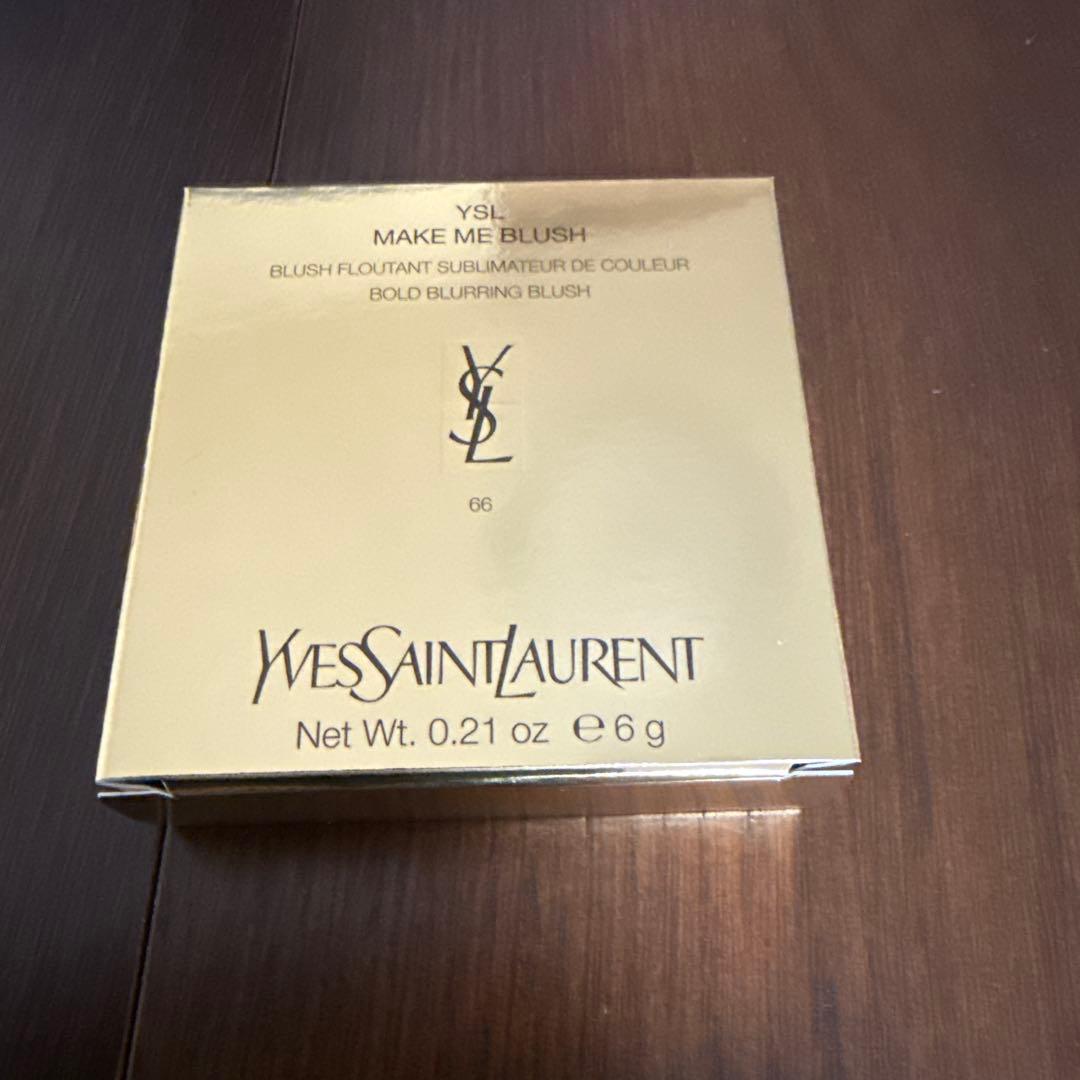 YSL
MAKE ME BLUSH
BLUSH FLOUTANT SUBLIMATEUR DE COULEUR
BOLD BLURRING BLUSH
YSL
66
YVESSAINTLAURENT
Net Wt. 0.21 oz ℮ 6 g